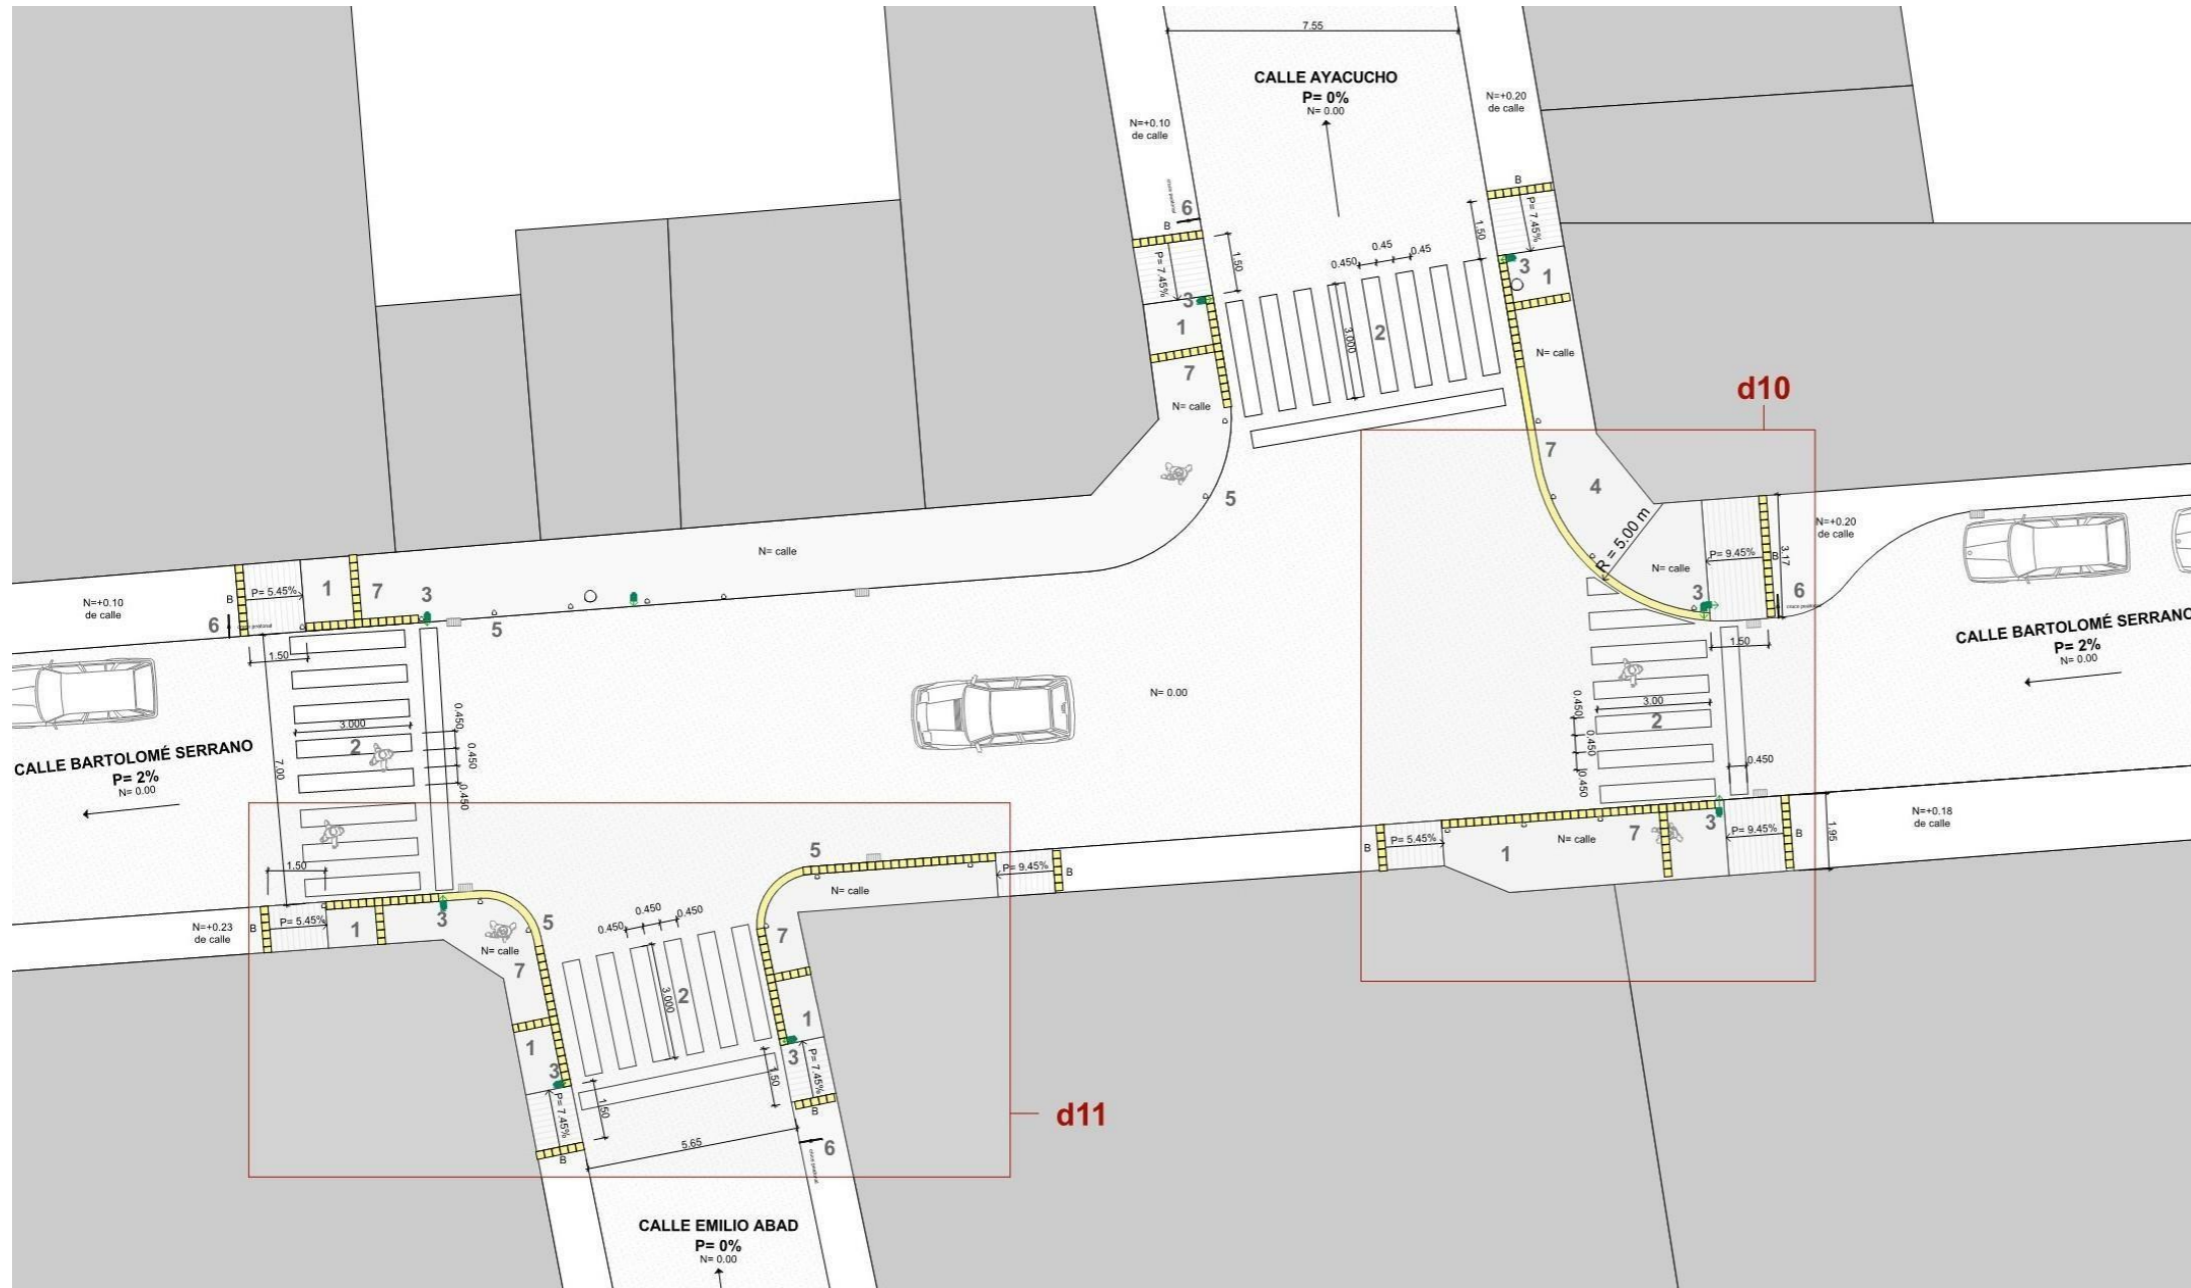 7.55
CALLE AYACUCHO
P= 0%
N= 0.00
N=+0.10
de calle
N=+0.20
de calle
6
B
B
P= 7.45%
P= 7.45%
1.50
1.50
0.450
0.45
0.45
3
3
1
1
3.000
2
7
N= calle
N= calle
d10
7
4
5
R = 5.00 m
N= calle
N= calle
P= 9.45%
B
3.17
N=+0.20
de calle
3
6
cruce peatonal
1.50
CALLE BARTOLOMÉ SERRANO
P= 2%
N= 0.00
N=+0.10
de calle
B
P= 5.45%
1
7
3
6
5
1.50
7.00
3.000
2
0.450
0.450
0.450
CALLE BARTOLOMÉ SERRANO
P= 2%
N= 0.00
N= 0.00
3.00
2
0.450
0.450
0.450
0.450
B
P= 5.45%
1
N= calle
7
3
P= 9.45%
B
1.95
N=+0.18
de calle
1.50
N=+0.23
de calle
B
P= 5.45%
1
3
5
N= calle
7
5
N= calle
P= 9.45%
B
0.450
0.450
0.450
3.000
2
7
1
1
3
3
P= 7.45%
P= 7.45%
1.50
1.50
B
B
5.65
6
cruce peatonal
d11
CALLE EMILIO ABAD
P= 0%
N= 0.00